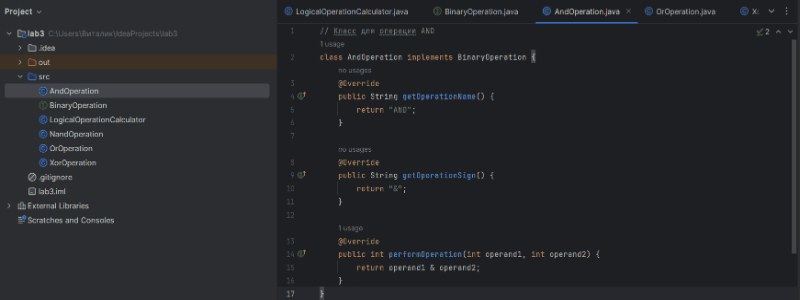 Project
lab3 C:\Users\Виталик\IdeaProjects\lab3
.idea
out
src
AndOperation
BinaryOperation
LogicalOperationCalculator
NandOperation
OrOperation
XorOperation
.gitignore
lab3.iml
External Libraries
Scratches and Consoles
LogicalOperationCalculator.java BinaryOperation.java AndOperation.java OrOperation.java
2
1 // Класс для операции AND
1 usage
2 class AndOperation implements BinaryOperation {
no usages
3 @Override
4 public String getOperationName() {
5 return "AND";
6 }
7
no usages
8 @Override
9 public String getOperationSign() {
10 return "&";
11 }
12
1 usage
13 @Override
14 public int performOperation(int operand1, int operand2) {
15 return operand1 & operand2;
16 }
17 }